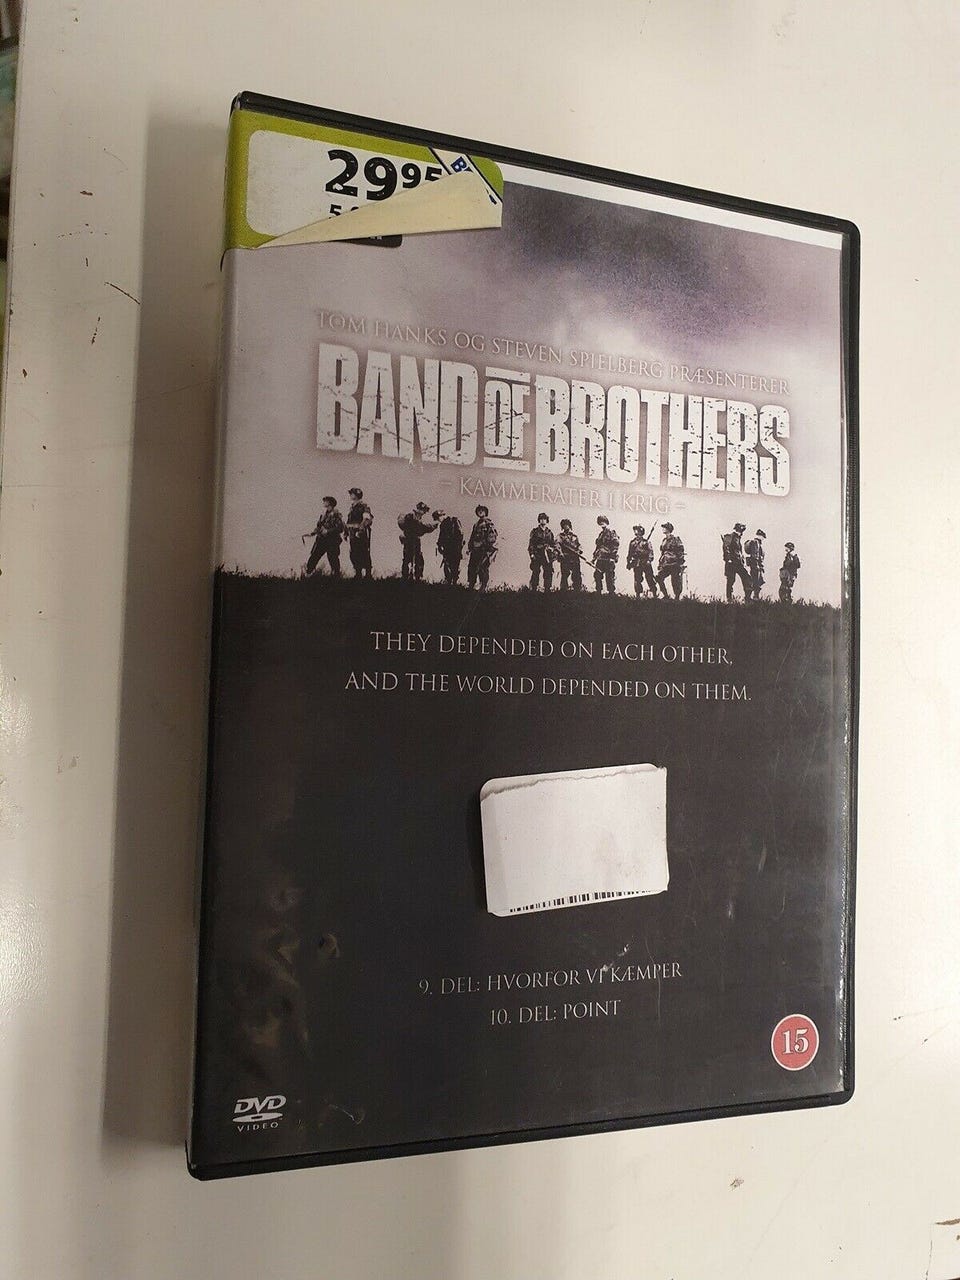 29.95
TOM HANKS OG STEVEN SPIELBERG PRÆSENTERER
BAND OF BROTHERS
- KAMMERATER I KRIG -
THEY DEPENDED ON EACH OTHER,
AND THE WORLD DEPENDED ON THEM.
9. DEL: HVORFOR VI KÆMPER
10. DEL: POINT
15
DVD
VIDEO